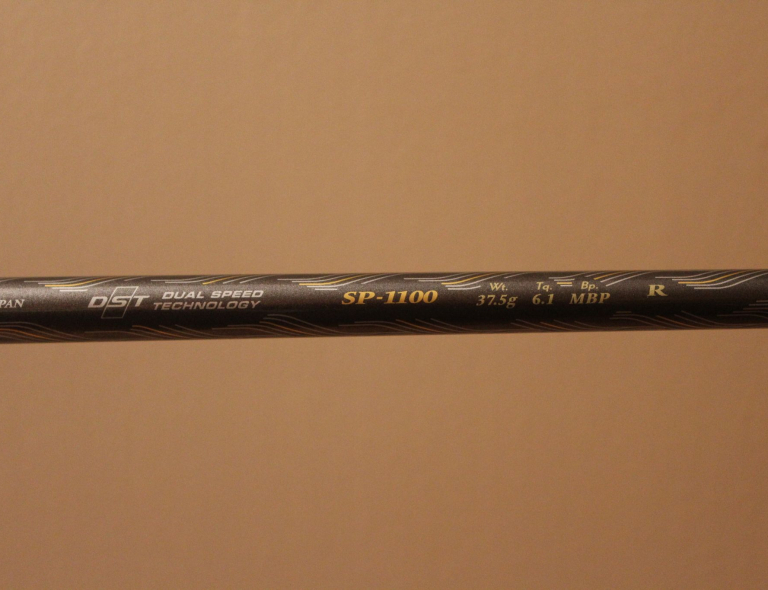 PAN
DST DUAL SPEED
TECHNOLOGY
SP-1100
Wt. Tq. Bp.
37.5g 6.1 MBP
R